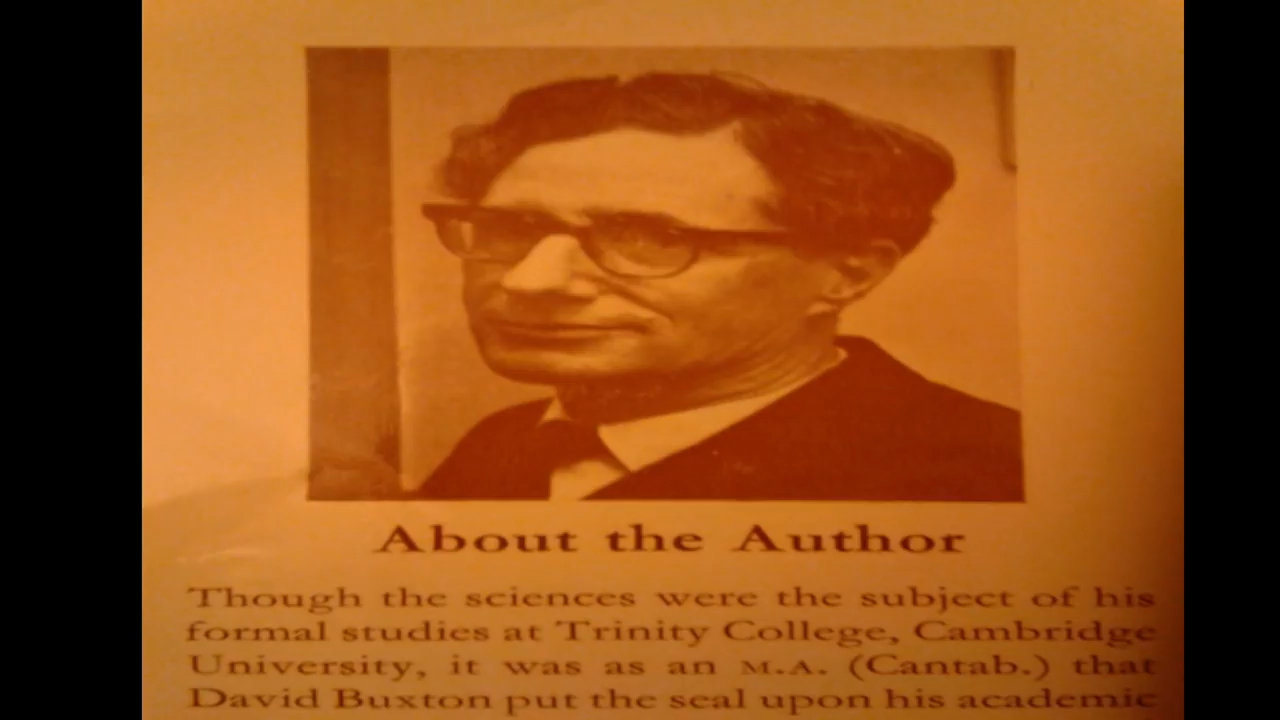 About the Author
Though the sciences were the subject of his
formal studies at Trinity College, Cambridge
University, it was as an M.A. (Cantab.) that
David Buxton put the seal upon his academic